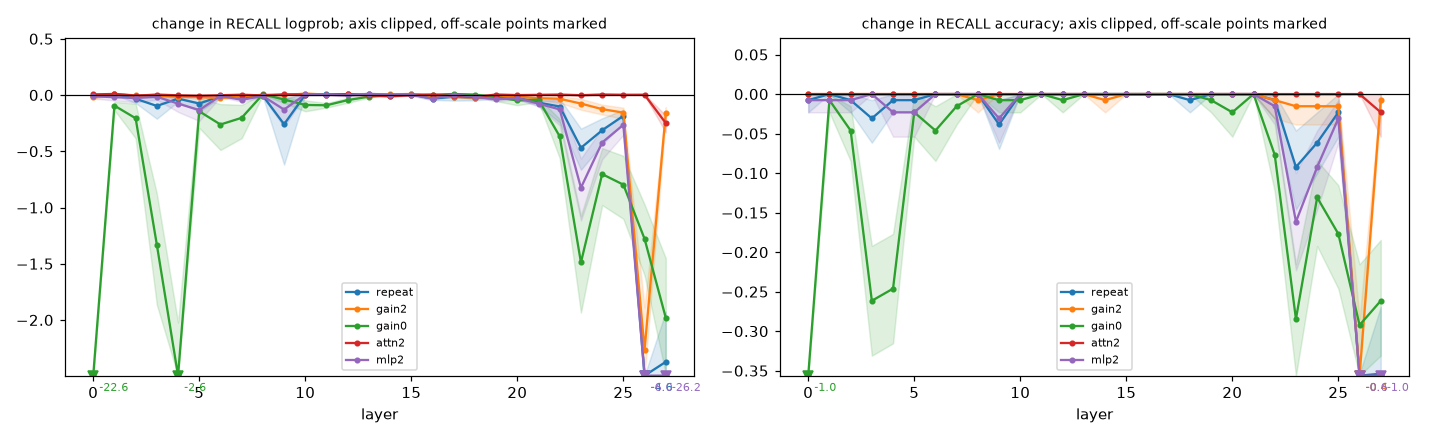 change in RECALL logprob; axis clipped, off-scale points marked
0.5
0.0
−0.5
−1.0
−1.5
−2.0
repeat
gain2
gain0
attn2
mlp2
-22.6
-2.6
-26.2
0
5
10
15
20
25
layer
change in RECALL accuracy; axis clipped, off-scale points marked
0.05
0.00
−0.05
−0.10
−0.15
−0.20
−0.25
−0.30
−0.35
repeat
gain2
gain0
attn2
mlp2
-1.0
-1.0
0
5
10
15
20
25
layer